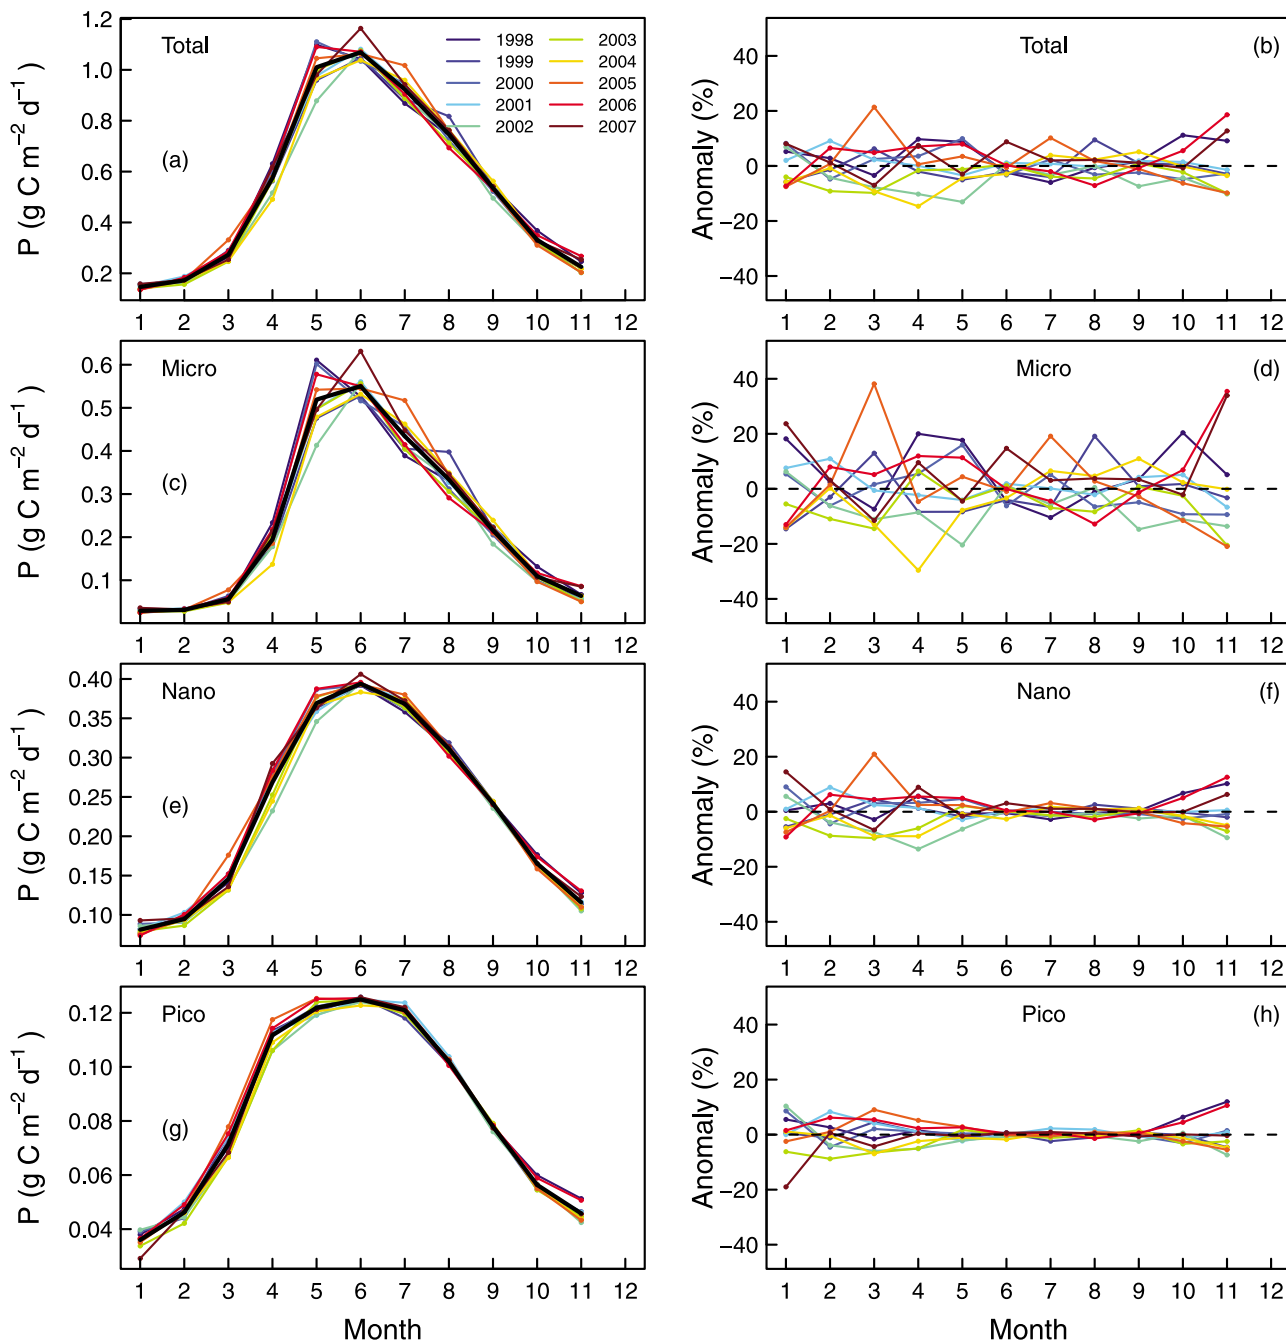 Total
(a)
1998 2003
1999 2004
2000 2005
2001 2006
2002 2007
P (g C m⁻² d⁻¹)
1.2
1.0
0.8
0.6
0.4
0.2
1 2 3 4 5 6 7 8 9 10 11 12
Total
(b)
Anomaly (%)
40
20
0
−20
−40
1 2 3 4 5 6 7 8 9 10 11 12
Micro
(c)
P (g C m⁻² d⁻¹)
0.6
0.5
0.4
0.3
0.2
0.1
1 2 3 4 5 6 7 8 9 10 11 12
Micro
(d)
Anomaly (%)
40
20
0
−20
−40
1 2 3 4 5 6 7 8 9 10 11 12
Nano
(e)
P (g C m⁻² d⁻¹)
0.40
0.35
0.30
0.25
0.20
0.15
0.10
1 2 3 4 5 6 7 8 9 10 11 12
Nano
(f)
Anomaly (%)
40
20
0
−20
−40
1 2 3 4 5 6 7 8 9 10 11 12
Pico
(g)
P (g C m⁻² d⁻¹)
0.12
0.10
0.08
0.06
0.04
1 2 3 4 5 6 7 8 9 10 11 12
Month
Pico
(h)
Anomaly (%)
40
20
0
−20
−40
1 2 3 4 5 6 7 8 9 10 11 12
Month